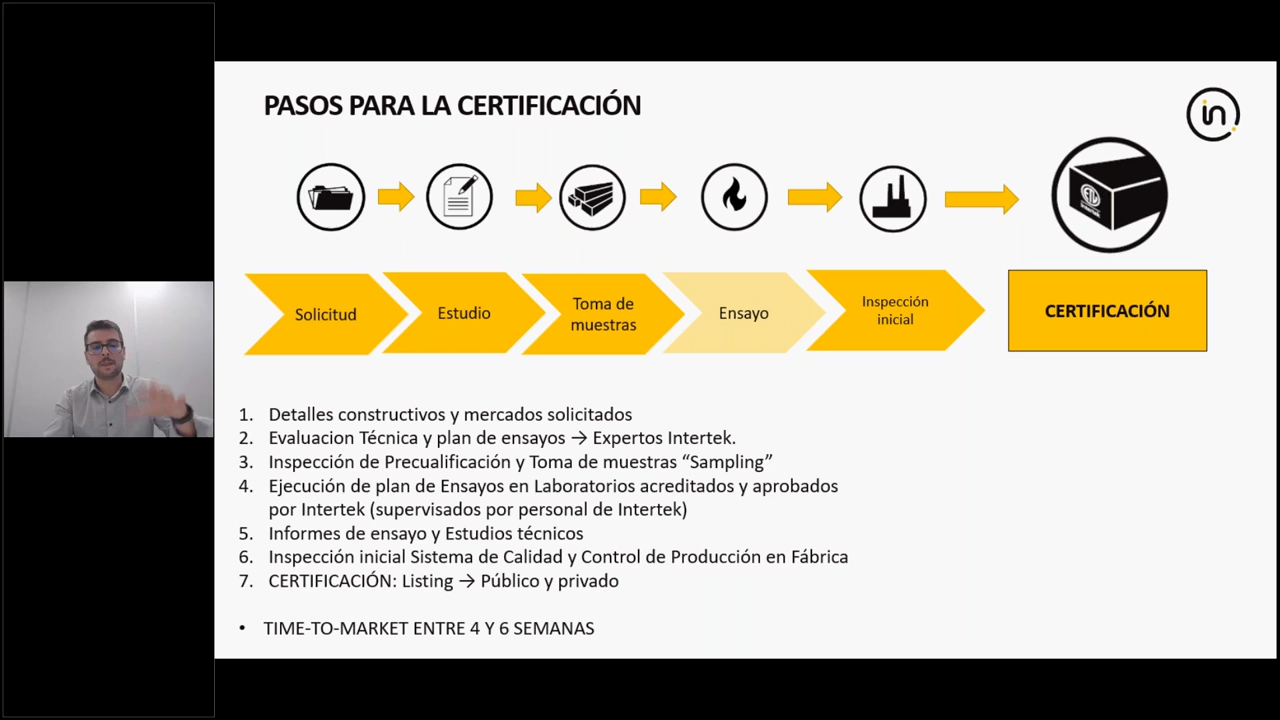 PASOS PARA LA CERTIFICACIÓN
in
ETL
Intertek
Solicitud
Estudio
Toma de
muestras
Ensayo
Inspección
inicial
CERTIFICACIÓN
1. Detalles constructivos y mercados solicitados
2. Evaluacion Técnica y plan de ensayos → Expertos Intertek.
3. Inspección de Precualificación y Toma de muestras “Sampling”
4. Ejecución de plan de Ensayos en Laboratorios acreditados y aprobados
por Intertek (supervisados por personal de Intertek)
5. Informes de ensayo y Estudios técnicos
6. Inspección inicial Sistema de Calidad y Control de Producción en Fábrica
7. CERTIFICACIÓN: Listing → Público y privado
• TIME-TO-MARKET ENTRE 4 Y 6 SEMANAS